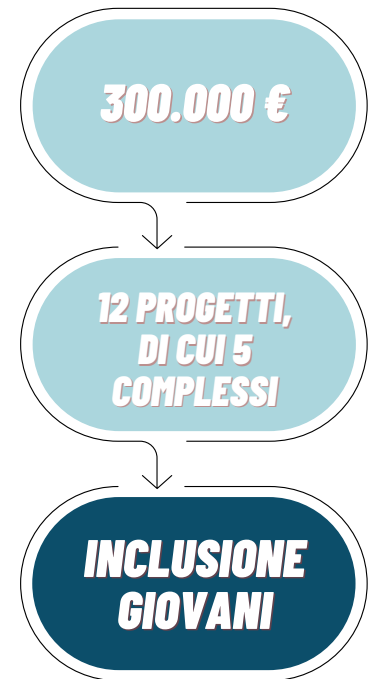 300.000 €
12 PROGETTI,
DI CUI 5
COMPLESSI
INCLUSIONE
GIOVANI